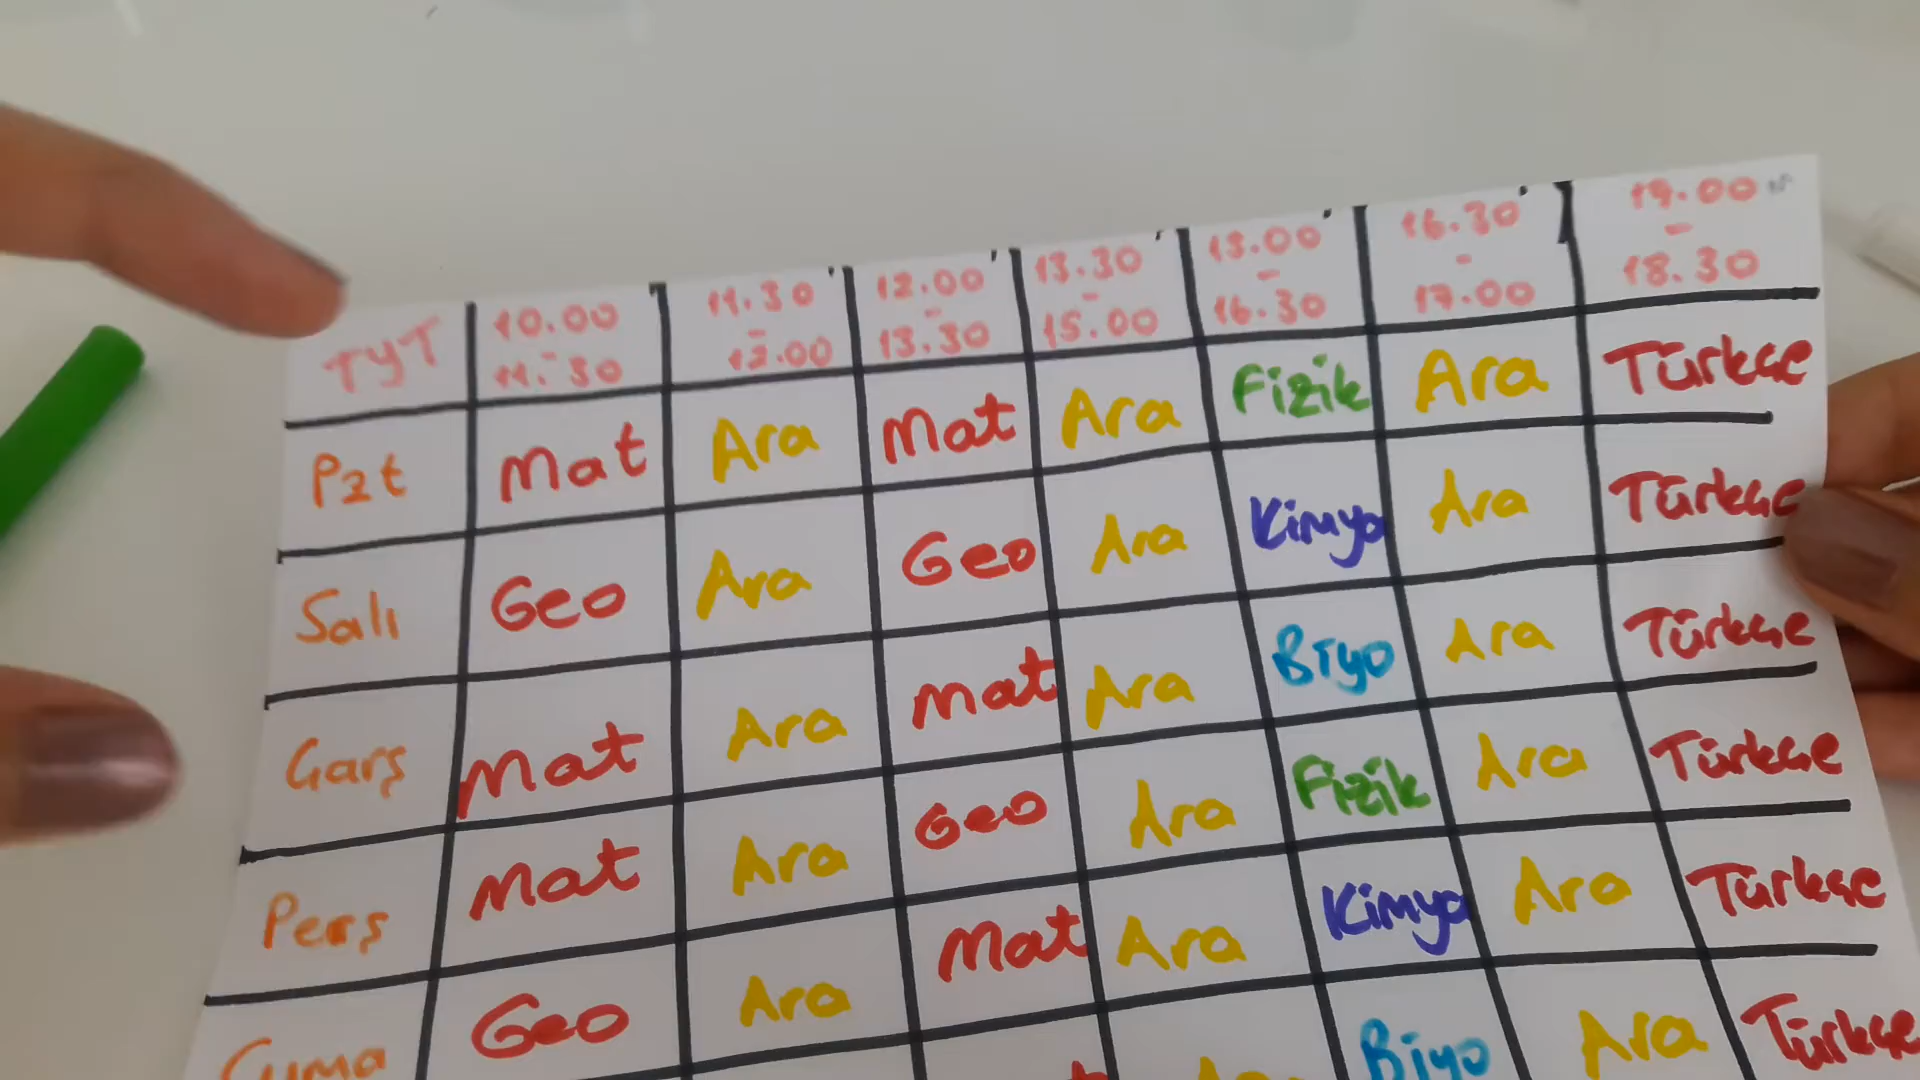 TYT 10.00 - 11.30 11.30 - 12.00 12.00 - 13.30 13.30 - 15.00 15.00 - 16.30 16.30 - 17.00 17.00 - 18.30
Pzt Mat Ara Mat Ara Fizik Ara Türkçe
Salı Geo Ara Geo Ara Kimya Ara Türkçe
Çarş Mat Ara Mat Ara Biyo Ara Türkçe
Perş Mat Ara Geo Ara Fizik Ara Türkçe
Cuma Geo Ara Mat Ara Kimya Ara Türkçe
Biyo Ara Türkçe